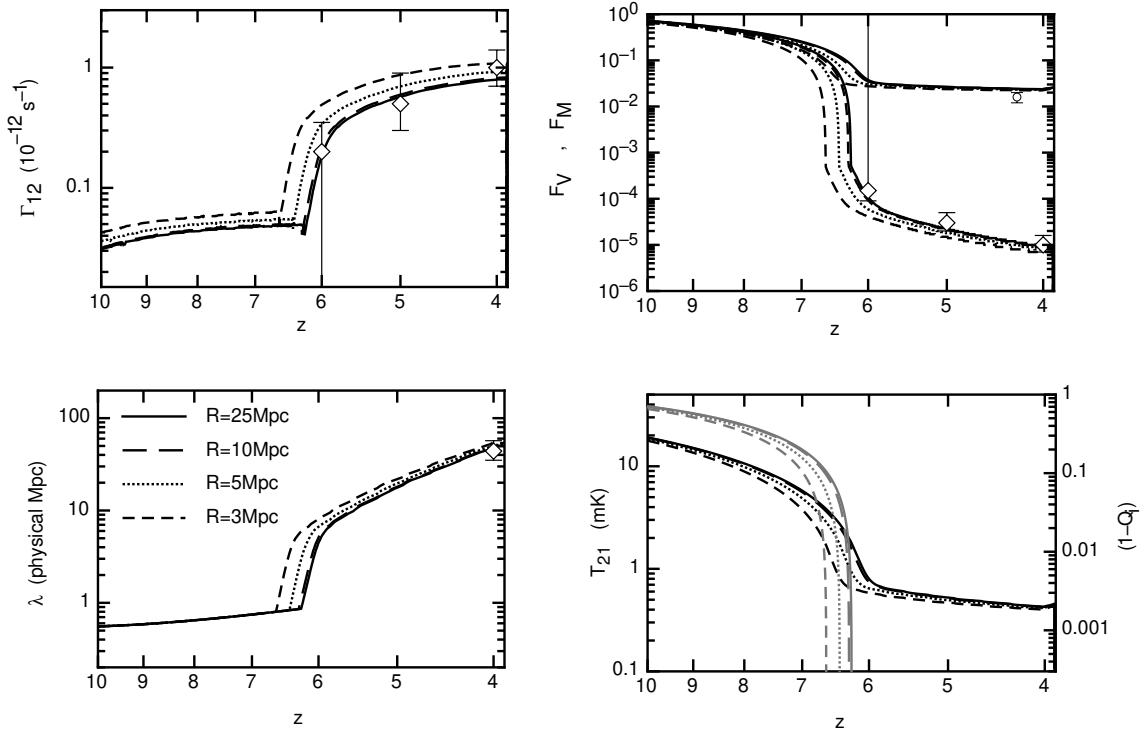 Γ12 (10−12 s−1)
1
0.1
10 9 8 7 6 5 4
z
FV , FM
100
10−1
10−2
10−3
10−4
10−5
10−6
10 9 8 7 6 5 4
z
λ (physical Mpc)
100
10
1
R=25Mpc
R=10Mpc
R=5Mpc
R=3Mpc
10 9 8 7 6 5 4
z
T21 (mK)
10
1
0.1
10 9 8 7 6 5 4
z
1
0.1
0.01
0.001
(1−Qi)